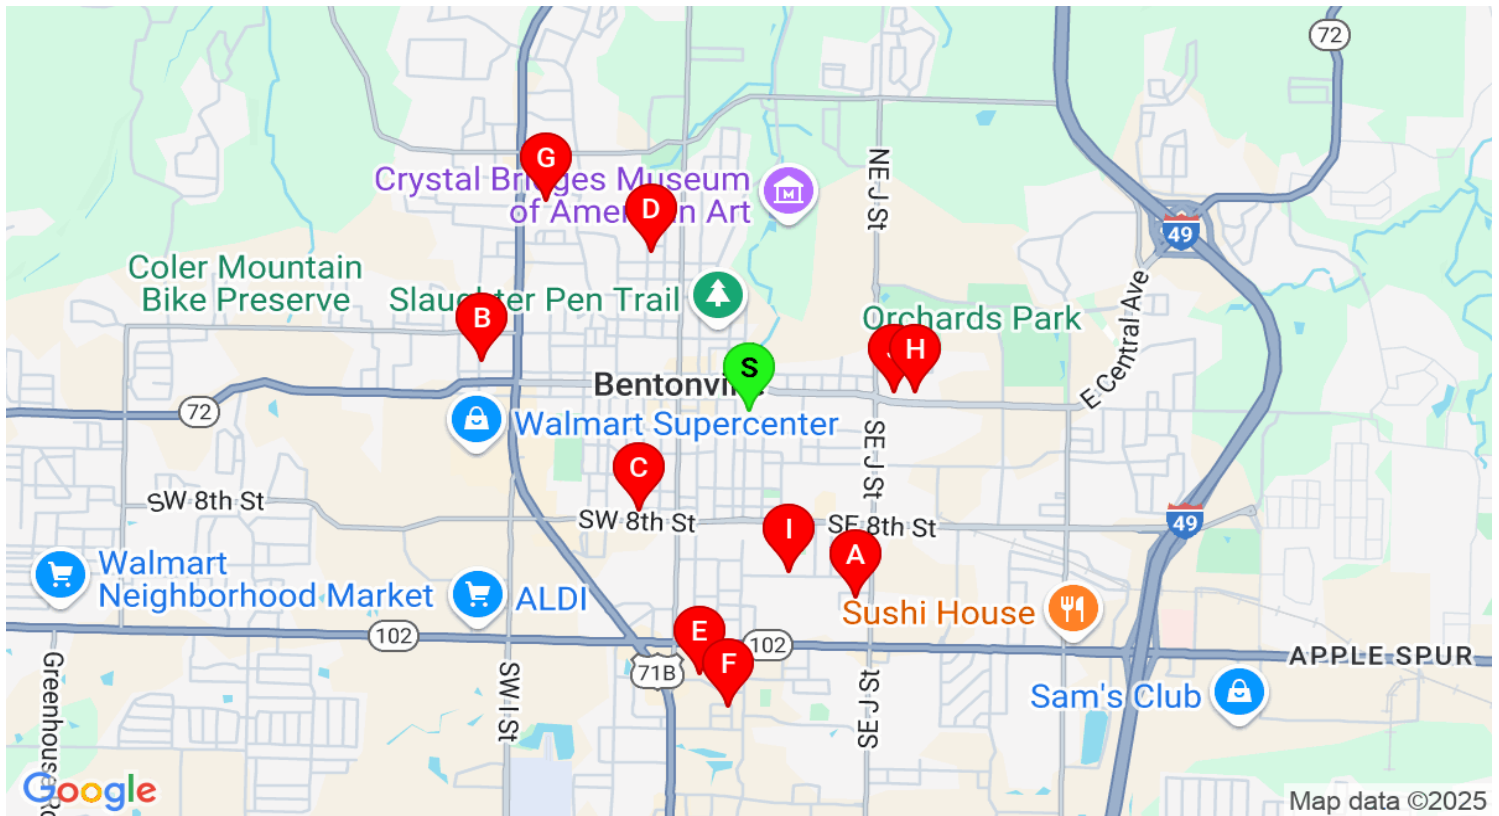 72
G
NE J St
Crystal Bridges Museum
of American Art
D
49
Coler Mountain
Bike Preserve
Slaughter Pen Trail
B
Orchards Park
H
E Central Ave
S
Bentonville
72
Walmart Supercenter
SE J St
C
SW 8th St
SW 8th St
I
SE 8th St
49
A
Walmart
Neighborhood Market
ALDI
Sushi House
E
102
102
F
71B
APPLE SPUR
Greenhouse Rd
SW I St
SE J St
Sam's Club
Google
Map data ©2025